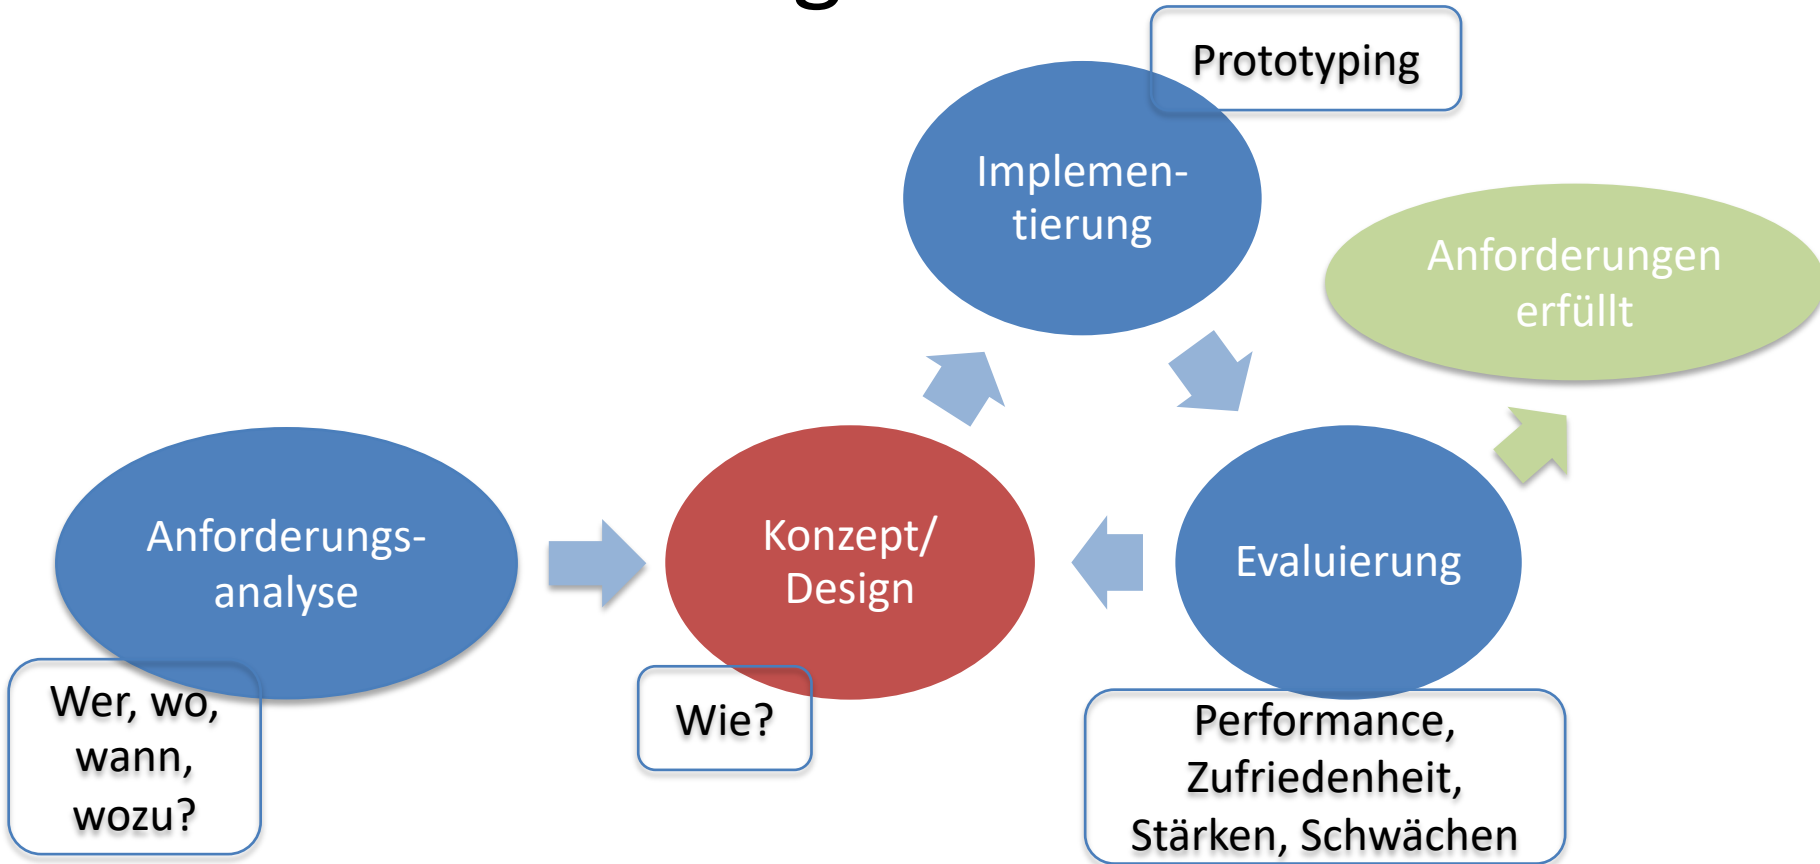 Prototyping
Implemen-
tierung
Anforderungen
erfüllt
Anforderungs-
analyse
Konzept/
Design
Evaluierung
Wer, wo,
wann,
wozu?
Wie?
Performance,
Zufriedenheit,
Stärken, Schwächen